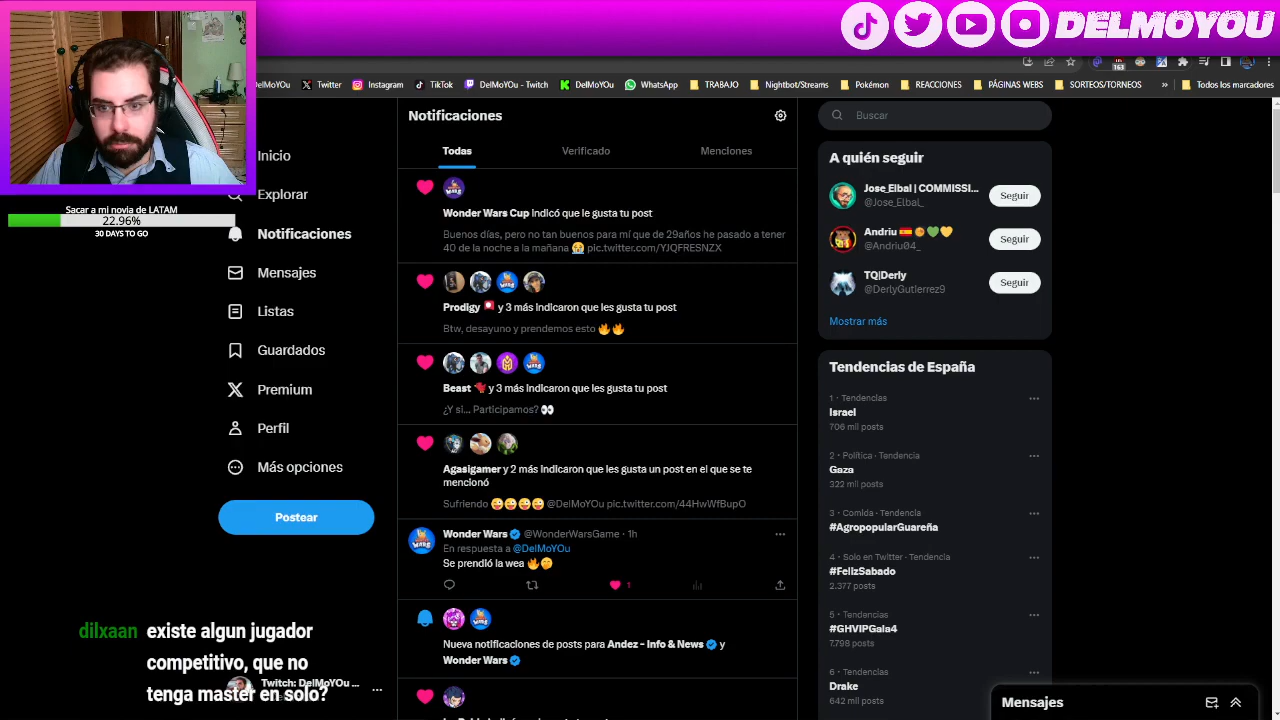 DELMOYOU
DelMoYOu
Twitter
Instagram
TikTok
DelMoYOu - Twitch
DelMoYOu
WhatsApp
TRABAJO
Nightbot/Streams
Pokémon
REACCIONES
PÁGINAS WEBS
SORTEOS/TORNEOS
»
Todos los marcadores
Sacar a mi novia de LATAM
22.96%
30 DAYS TO GO
Inicio
Explorar
Notificaciones
Mensajes
Listas
Guardados
Premium
Perfil
Más opciones
Postear
Twitch: DelMoYOu ...
dilxaan existe algun jugador
competitivo, que no
tenga master en solo?
Notificaciones
Todas
Verificado
Menciones
Wonder Wars Cup indicó que le gusta tu post
Buenos días, pero no tan buenos para mí que de 29años he pasado a tener
40 de la noche a la mañana 😭 pic.twitter.com/YJQFRESNZX
Prodigy y 3 más indicaron que les gusta tu post
Btw, desayuno y prendemos esto 🔥🔥
Beast y 3 más indicaron que les gusta tu post
¿Y si... Participamos? 👀
Agasigamer y 2 más indicaron que les gusta un post en el que se te
mencionó
Sufriendo 😜😜😜😜 @DelMoYOu pic.twitter.com/44HwWfBupO
Wonder Wars @WonderWarsGame · 1h
En respuesta a @DelMoYOu
Se prendió la wea 🔥🤭
1
Nueva notificaciones de posts para Andez - Info & News y
Wonder Wars
Buscar
A quién seguir
Jose_Elbal | COMMISSI...
@Jose_Elbal_
Seguir
Andriu 🇪🇸
@Andriu04_
Seguir
TQ|Derly
@DerlyGutierrez9
Seguir
Mostrar más
Tendencias de España
1 · Tendencias
Israel
706 mil posts
2 · Política · Tendencia
Gaza
322 mil posts
3 · Comida · Tendencia
#AgropopularGuareña
4 · Solo en Twitter · Tendencia
#FelizSabado
2.377 posts
5 · Tendencias
#GHVIPGala4
7.798 posts
6 · Tendencias
Drake
642 mil posts
Mensajes